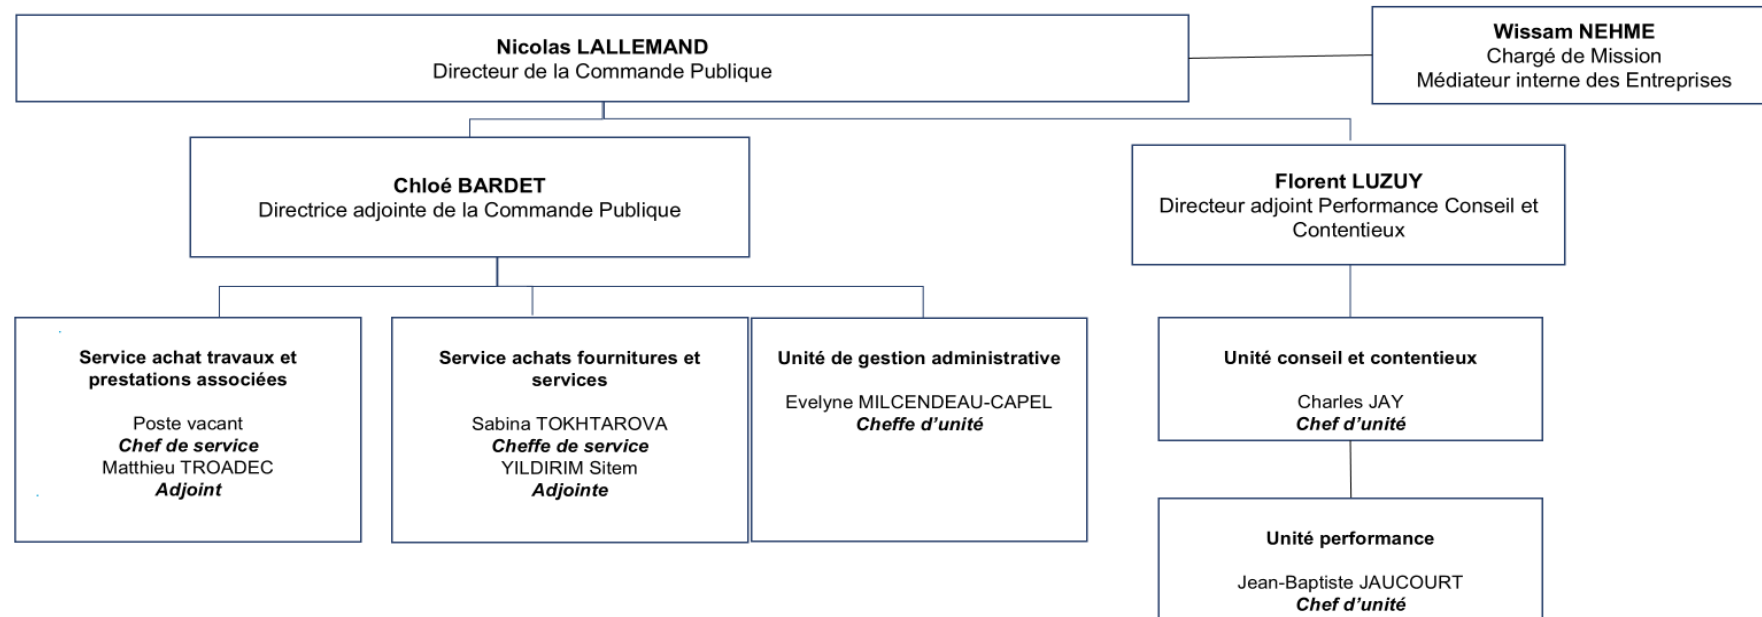 Nicolas LALLEMAND
Directeur de la Commande Publique
Wissam NEHME
Chargé de Mission
Médiateur interne des Entreprises
Chloé BARDET
Directrice adjointe de la Commande Publique
Florent LUZUY
Directeur adjoint Performance Conseil et
Contentieux
Service achat travaux et
prestations associées
Poste vacant
Chef de service
Matthieu TROADEC
Adjoint
Service achats fournitures et
services
Sabina TOKHTAROVA
Cheffe de service
YILDIRIM Sitem
Adjointe
Unité de gestion administrative
Evelyne MILCENDEAU-CAPEL
Cheffe d’unité
Unité conseil et contentieux
Charles JAY
Chef d’unité
Unité performance
Jean-Baptiste JAUCOURT
Chef d’unité